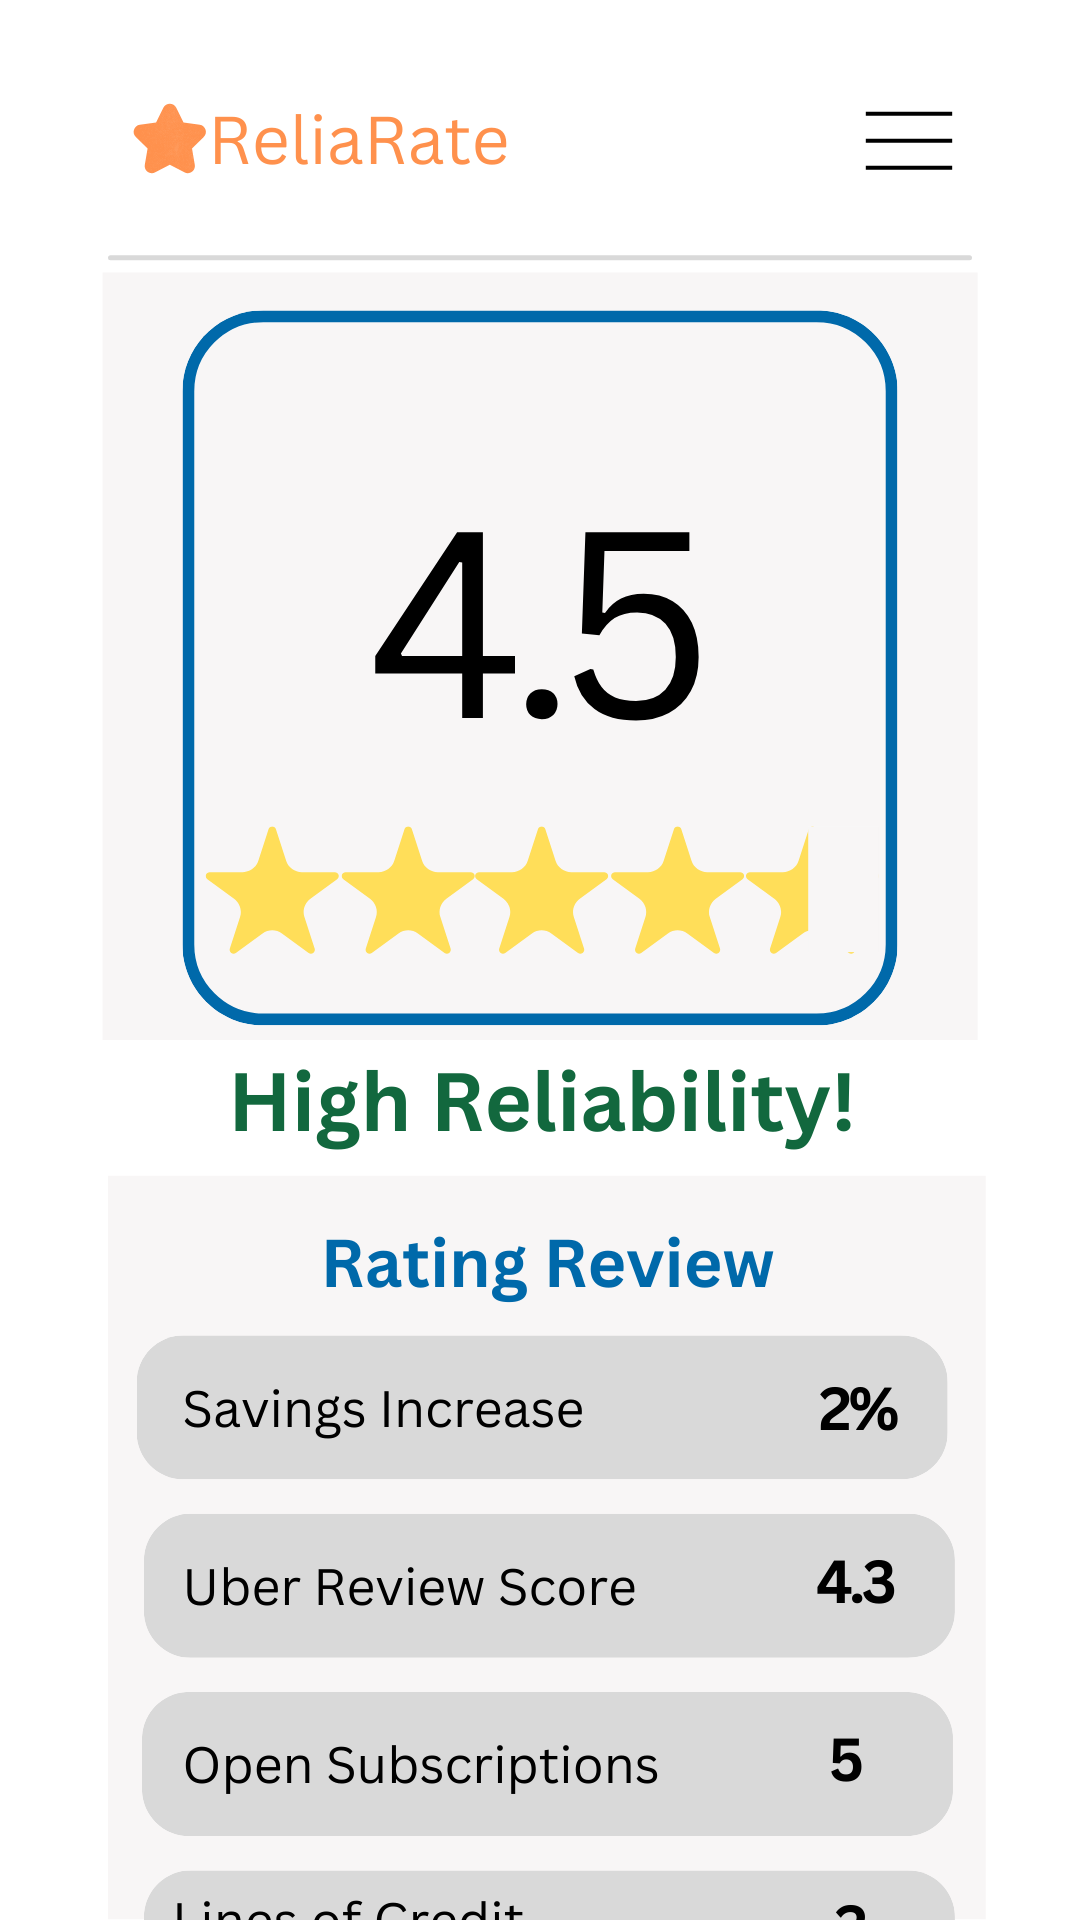 ReliaRate
4.5
High Reliability!
Rating Review
Savings Increase 2%
Uber Review Score 4.3
Open Subscriptions 5
Lines of Credit